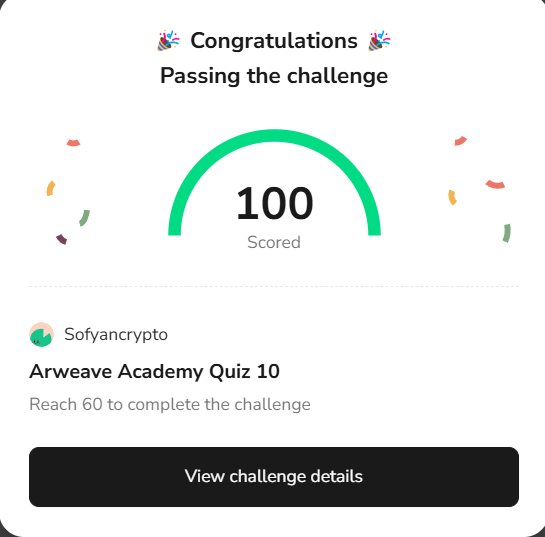 🎉 Congratulations 🎉
Passing the challenge
100
Scored
Sofyancrypto
Arweave Academy Quiz 10
Reach 60 to complete the challenge
View challenge details